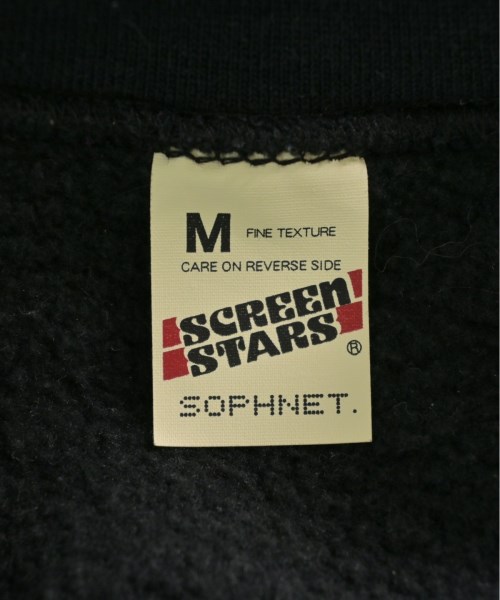 M FINE TEXTURE
CARE ON REVERSE SIDE
SCREEN
STARS ®
SOPHNET.